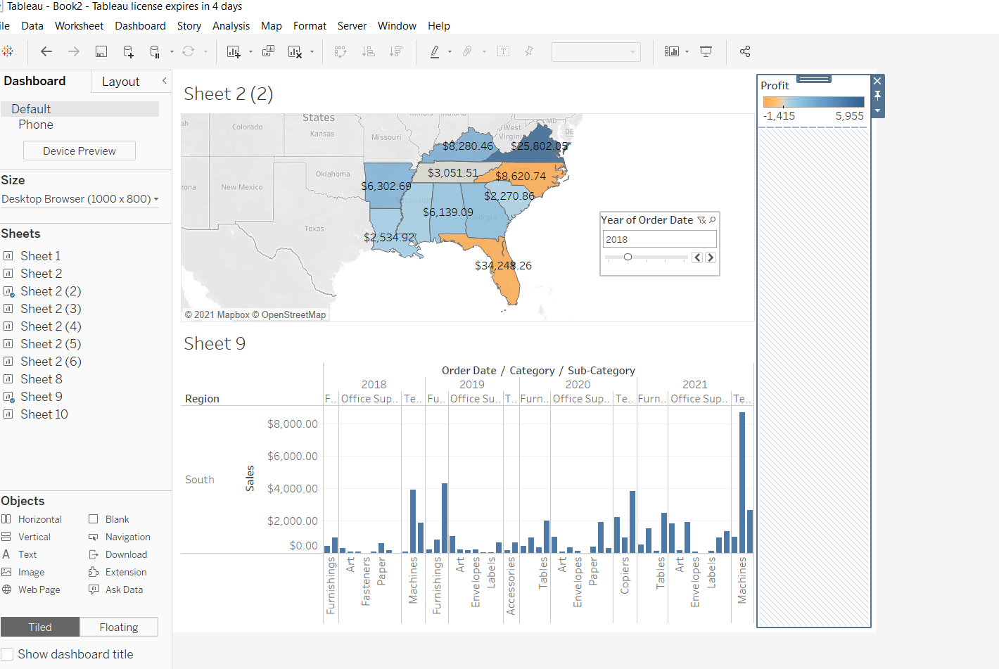 Tableau - Book2 - Tableau license expires in 4 days
ile Data Worksheet Dashboard Story Analysis Map Format Server Window Help
Dashboard
Layout
Default
Phone
Device Preview
Size
Desktop Browser (1000 x 800)
Sheets
Sheet 1
Sheet 2
Sheet 2 (2)
Sheet 2 (3)
Sheet 2 (4)
Sheet 2 (5)
Sheet 2 (6)
Sheet 8
Sheet 9
Sheet 10
Objects
Horizontal Blank
Vertical Navigation
Text Download
Image Extension
Web Page Ask Data
Tiled Floating
Show dashboard title
Sheet 2 (2)
States
Colorado
Kansas
Missouri
West
Virginia
MD
DE
Oklahoma
New Mexico
Texas
Mississippi
Georgia
$8,280.46
$25,802.05
$3,051.51
$8,620.74
$6,302.69
$2,270.86
$6,139.09
$2,534.92
$34,248.26
© 2021 Mapbox © OpenStreetMap
Year of Order Date
2018
Profit
-1,415 5,955
Sheet 9
Order Date / Category / Sub-Category
2018 2019 2020 2021
Region
F.. Office Sup.. Te.. Fu.. Office Su.. T.. Furn.. Office Sup.. Te.. Furn.. Office Sup.. Te..
South
Sales
$8,000.00
$6,000.00
$4,000.00
$2,000.00
$0.00
Furnishings
Art
Fasteners
Paper
Machines
Furnishings
Art
Envelopes
Labels
Accessories
Tables
Art
Envelopes
Paper
Copiers
Tables
Art
Envelopes
Labels
Machines